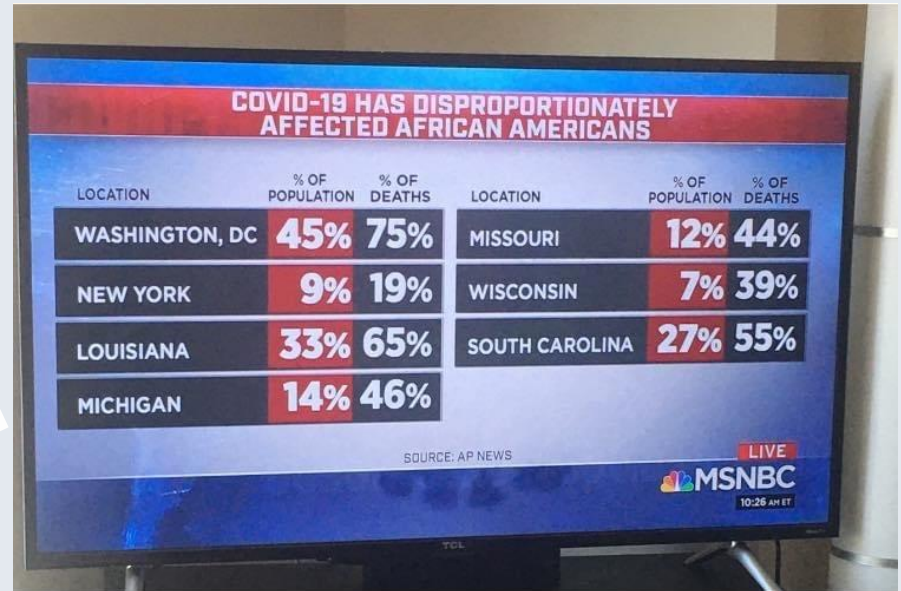 COVID-19 HAS DISPROPORTIONATELY
AFFECTED AFRICAN AMERICANS
LOCATION % OF POPULATION % OF DEATHS
WASHINGTON, DC 45% 75%
NEW YORK 9% 19%
LOUISIANA 33% 65%
MICHIGAN 14% 46%
LOCATION % OF POPULATION % OF DEATHS
MISSOURI 12% 44%
WISCONSIN 7% 39%
SOUTH CAROLINA 27% 55%
SOURCE: AP NEWS
LIVE
MSNBC
10:26 AM ET
TCL